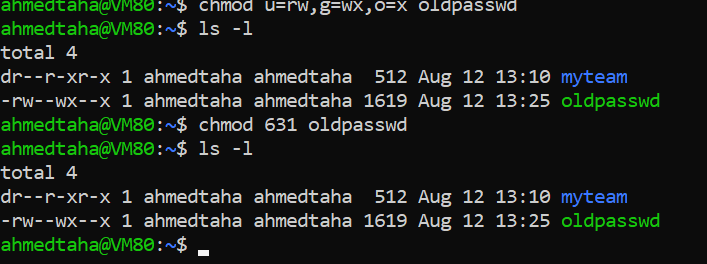 ahmedtaha@VM80:~$ chmod u=rw,g=wx,o=x oldpasswd
ahmedtaha@VM80:~$ ls -l
total 4
dr--r-xr-x 1 ahmedtaha ahmedtaha  512 Aug 12 13:10 myteam
-rw--wx--x 1 ahmedtaha ahmedtaha 1619 Aug 12 13:25 oldpasswd
ahmedtaha@VM80:~$ chmod 631 oldpasswd
ahmedtaha@VM80:~$ ls -l
total 4
dr--r-xr-x 1 ahmedtaha ahmedtaha  512 Aug 12 13:10 myteam
-rw--wx--x 1 ahmedtaha ahmedtaha 1619 Aug 12 13:25 oldpasswd
ahmedtaha@VM80:~$